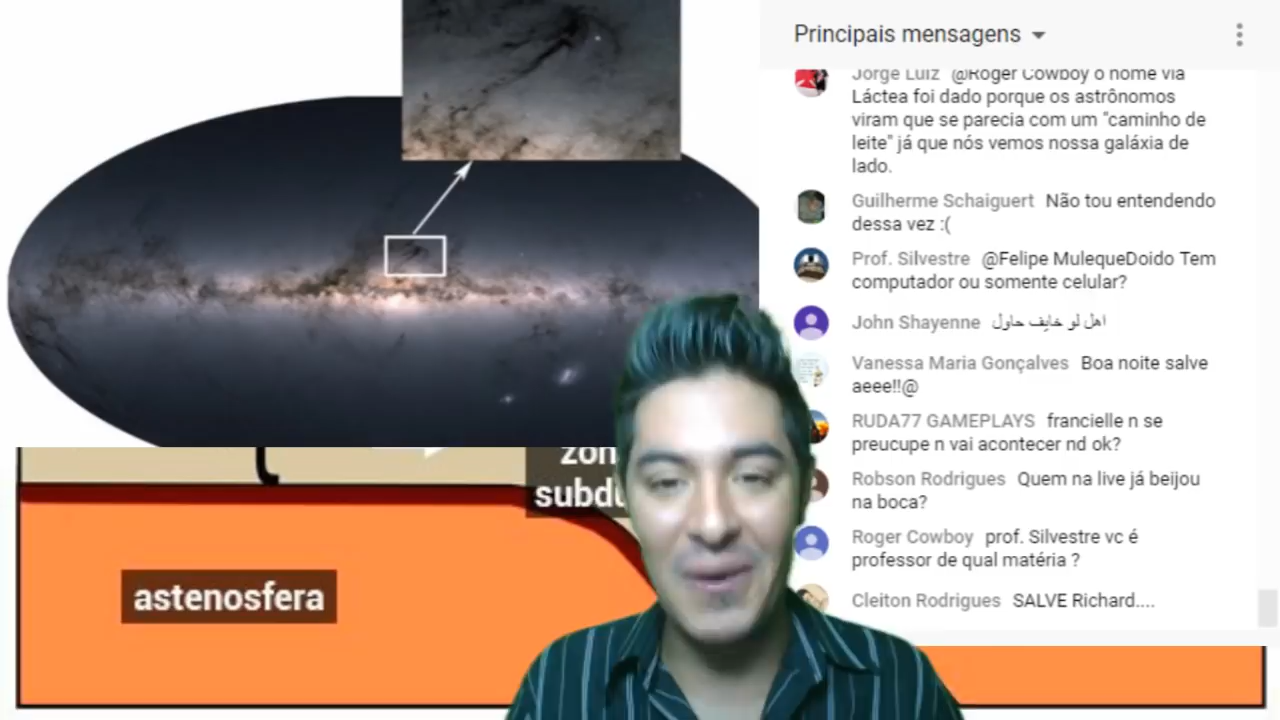 Principais mensagens
Jorge Luiz @Roger Cowboy o nome via
Láctea foi dado porque os astrônomos
viram que se parecia com um "caminho de
leite" já que nós vemos nossa galáxia de
lado.
Guilherme Schaiguert Não tou entendendo
dessa vez :(
Prof. Silvestre @Felipe MulequeDoido Tem
computador ou somente celular?
John Shayenne اهل لو خايف حاول
Vanessa Maria Gonçalves Boa noite salve
aeee!!@
RUDA77 GAMEPLAYS francielle n se
preucupe n vai acontecer nd ok?
Robson Rodrigues Quem na live já beijou
na boca?
Roger Cowboy prof. Silvestre vc é
professor de qual matéria ?
Cleiton Rodrigues SALVE Richard....
astenosfera